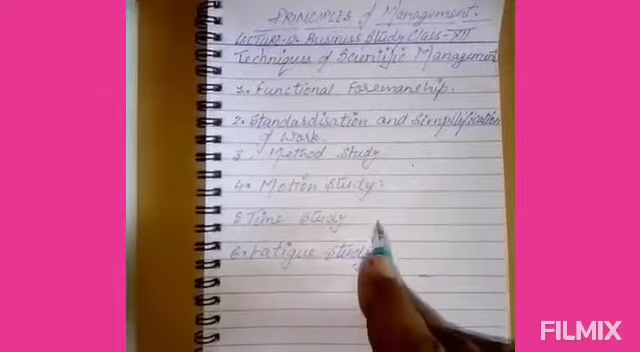 PRINCIPLES of Management.
LECTURE-12 Business Study Class-XII
Techniques of Scientific Management
1. Functional Foremanship.
2. Standardisation and Simplification
of Work.
3. Method Study
4. Motion Study:
5 Time Study
6. Fatigue Study
FILMIX